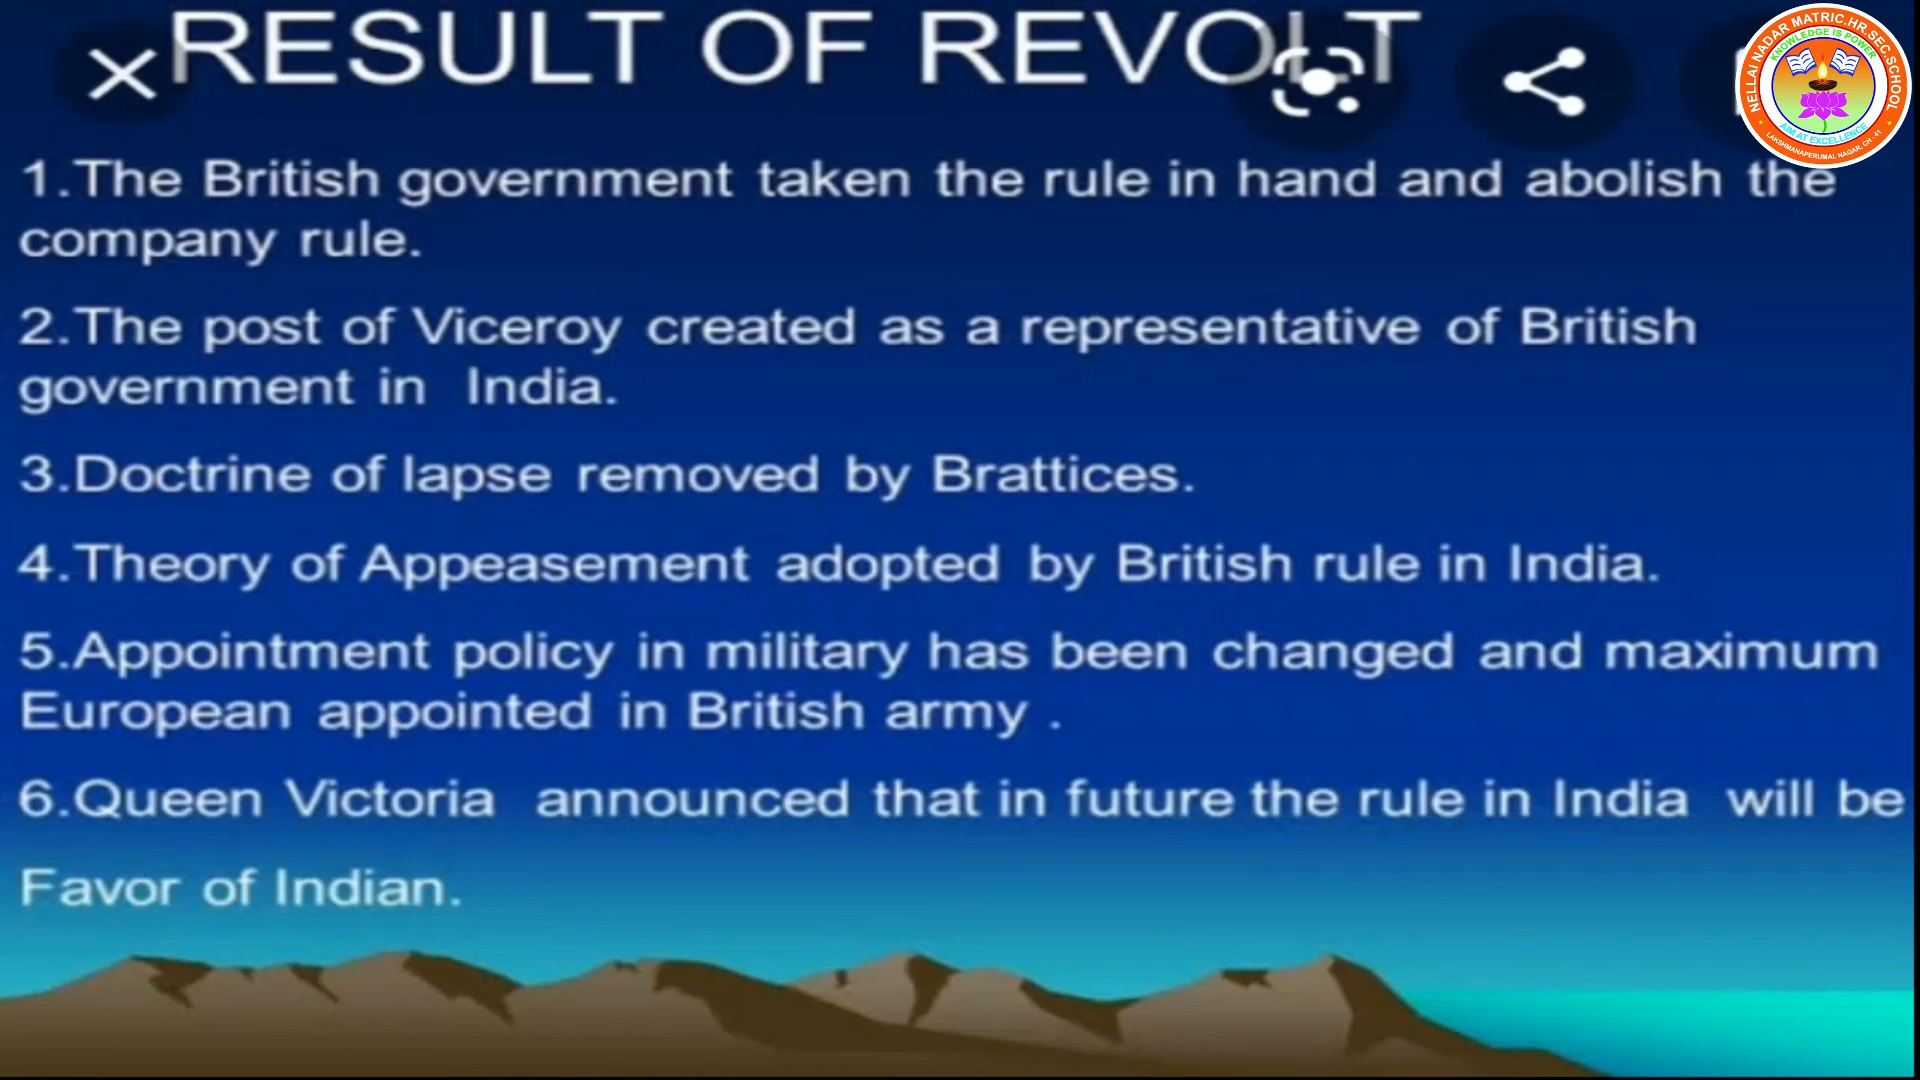 RESULT OF REVOLT
NELLAI NADAR MATRIC.HR.SEC.SCHOOL
KNOWLEDGE IS POWER
AIM AT EXCELLENCE
LAKSHMANAPERUMAL NAGAR, CH - 41
1.The British government taken the rule in hand and abolish the
company rule.
2.The post of Viceroy created as a representative of British
government in India.
3.Doctrine of lapse removed by Brattices.
4.Theory of Appeasement adopted by British rule in India.
5.Appointment policy in military has been changed and maximum
European appointed in British army .
6.Queen Victoria announced that in future the rule in India will be
Favor of Indian.